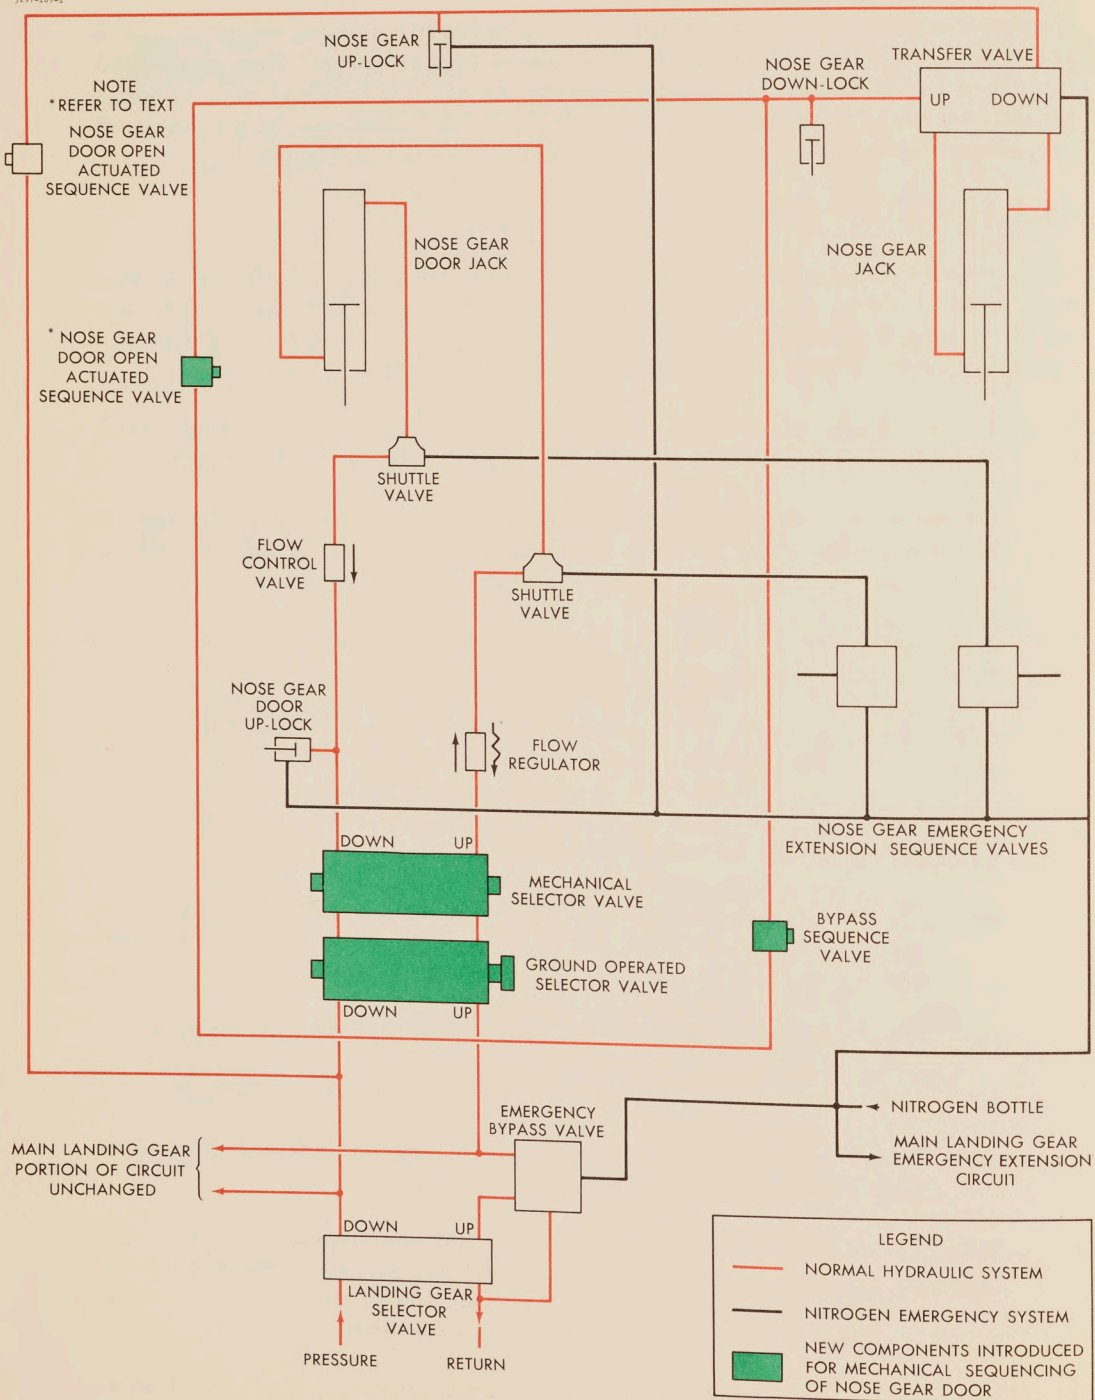 NOSE GEAR
UP-LOCK
TRANSFER VALVE
NOSE GEAR
DOWN-LOCK
UP DOWN
NOTE
*REFER TO TEXT
NOSE GEAR
DOOR OPEN
ACTUATED
SEQUENCE VALVE
NOSE GEAR
DOOR JACK
NOSE GEAR
JACK
* NOSE GEAR
DOOR OPEN
ACTUATED
SEQUENCE VALVE
SHUTTLE
VALVE
FLOW
CONTROL
VALVE
SHUTTLE
VALVE
NOSE GEAR
DOOR
UP-LOCK
FLOW
REGULATOR
NOSE GEAR EMERGENCY
EXTENSION SEQUENCE VALVES
DOWN UP
MECHANICAL
SELECTOR VALVE
BYPASS
SEQUENCE
VALVE
GROUND OPERATED
SELECTOR VALVE
DOWN UP
EMERGENCY
BYPASS VALVE
NITROGEN BOTTLE
MAIN LANDING GEAR
PORTION OF CIRCUIT
UNCHANGED
MAIN LANDING GEAR
EMERGENCY EXTENSION
CIRCUIT
DOWN UP
LANDING GEAR
SELECTOR
VALVE
PRESSURE RETURN
LEGEND
NORMAL HYDRAULIC SYSTEM
NITROGEN EMERGENCY SYSTEM
NEW COMPONENTS INTRODUCED
FOR MECHANICAL SEQUENCING
OF NOSE GEAR DOOR